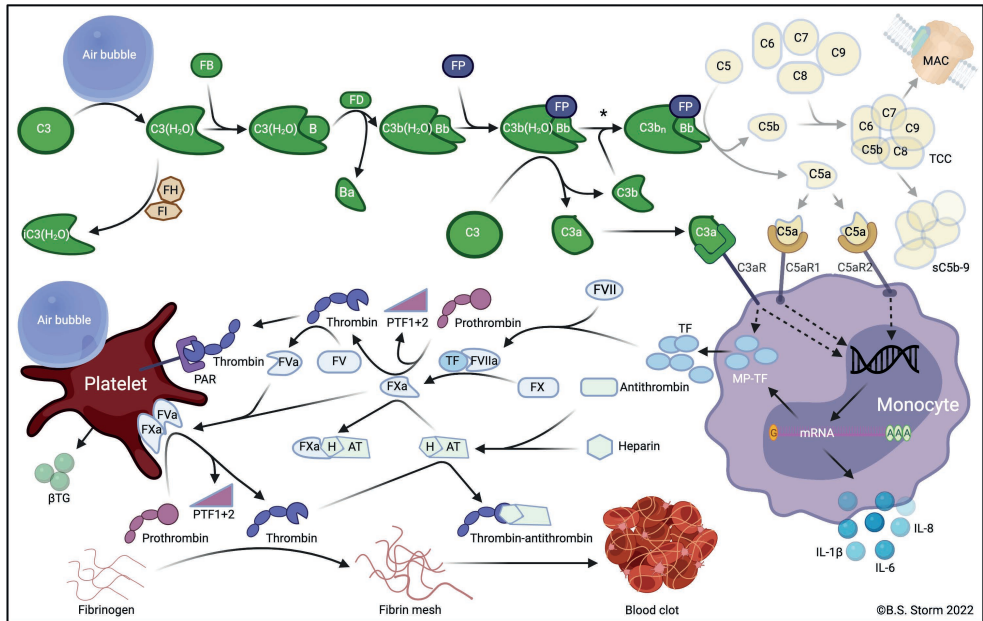 Air bubble
C3
C3(H₂O)
FB
C3(H₂O)
B
FD
C3b(H₂O)
Bb
FP
C3b(H₂O)
FP
Bb
*
C3bₙ
FP
Bb
C5
C6
C7
C9
C8
MAC
C5b
C6
C7
C9
C5b
C8
TCC
C5a
sC5b-9
Ba
FH
FI
iC3(H₂O)
C3
C3a
C3b
C3a
C5a
C5a
C3aR
C5aR1
C5aR2
Air bubble
Platelet
PAR
Thrombin
Thrombin
PTF1+2
Prothrombin
FVII
FVa
FV
TF
FVIIa
TF
MP-TF
FXa
FX
Antithrombin
FVa
FXa
FXa
H
AT
H
AT
Heparin
Monocyte
G
mRNA
A
A
A
βTG
PTF1+2
Prothrombin
Thrombin
Thrombin-antithrombin
IL-8
IL-1β
IL-6
Fibrinogen
Fibrin mesh
Blood clot
©B.S. Storm 2022